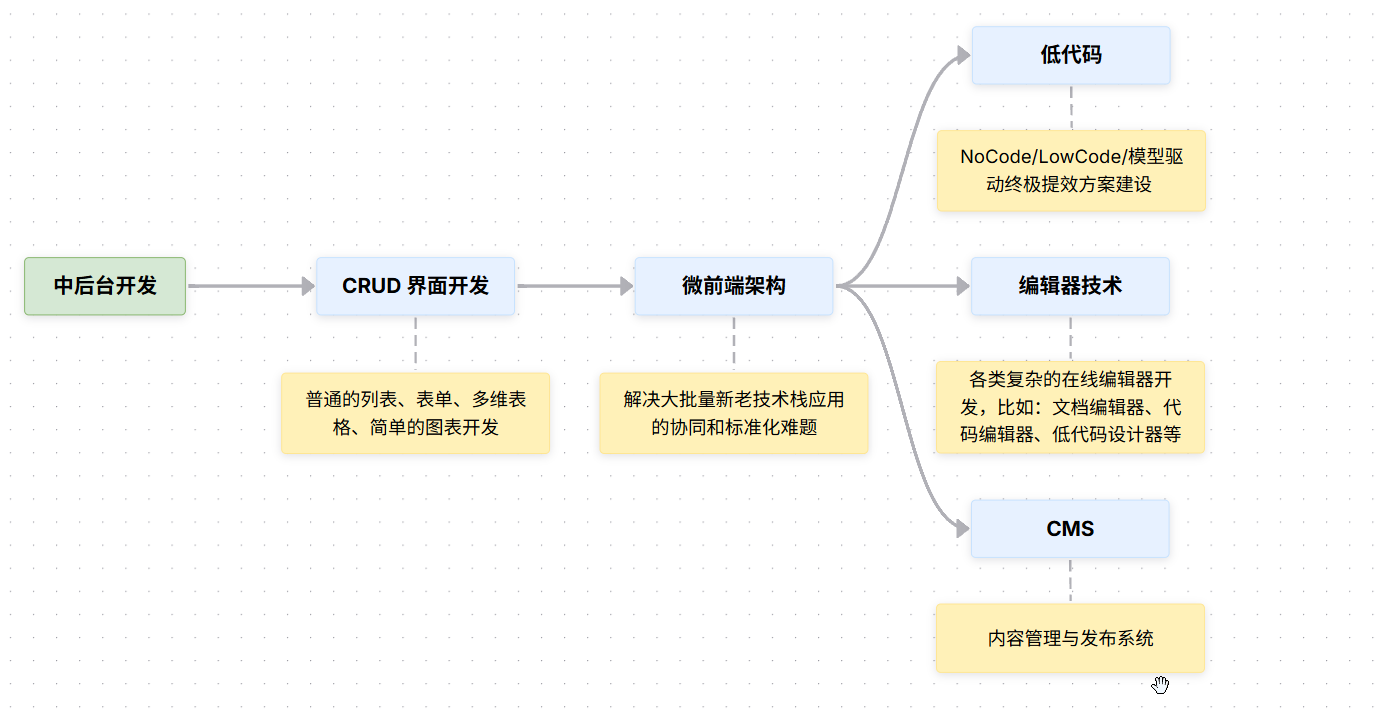 低代码
NoCode/LowCode/模型驱
动终极提效方案建设
中后台开发
CRUD 界面开发
微前端架构
编辑器技术
普通的列表、表单、多维表
格、简单的图表开发
解决大批量新老技术栈应用
的协同和标准化难题
各类复杂的在线编辑器开
发，比如：文档编辑器、代
码编辑器、低代码设计器等
CMS
内容管理与发布系统